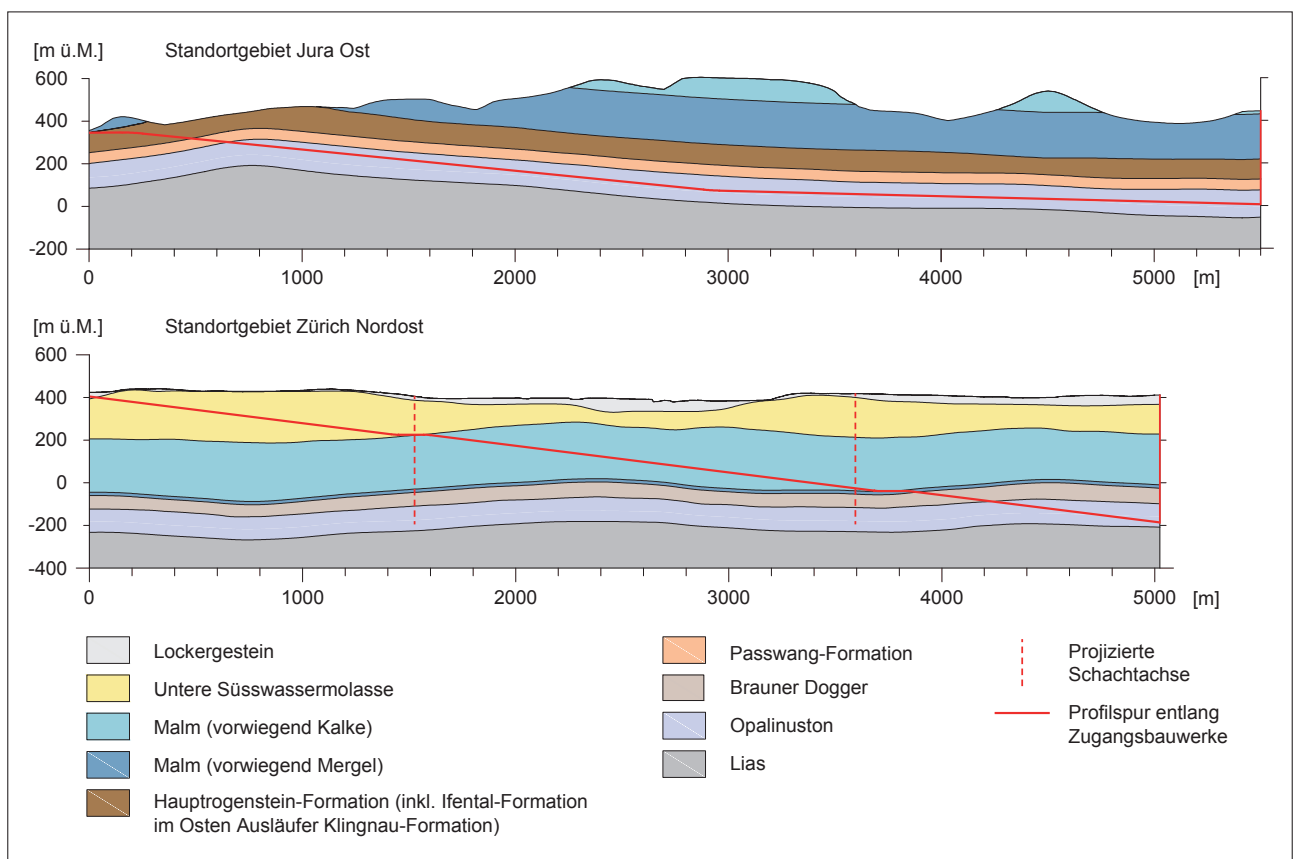 [m ü.M.] Standortgebiet Jura Ost
600
400
200
0
-200
0 1000 2000 3000 4000 5000 [m]
[m ü.M.] Standortgebiet Zürich Nordost
600
400
200
0
-200
-400
0 1000 2000 3000 4000 5000 [m]
Lockergestein
Untere Süsswassermolasse
Malm (vorwiegend Kalke)
Malm (vorwiegend Mergel)
Hauptrogenstein-Formation (inkl. Ifental-Formation
im Osten Ausläufer Klingnau-Formation)
Passwang-Formation
Brauner Dogger
Opalinuston
Lias
Projizierte
Schachtachse
Profilspur entlang
Zugangsbauwerke